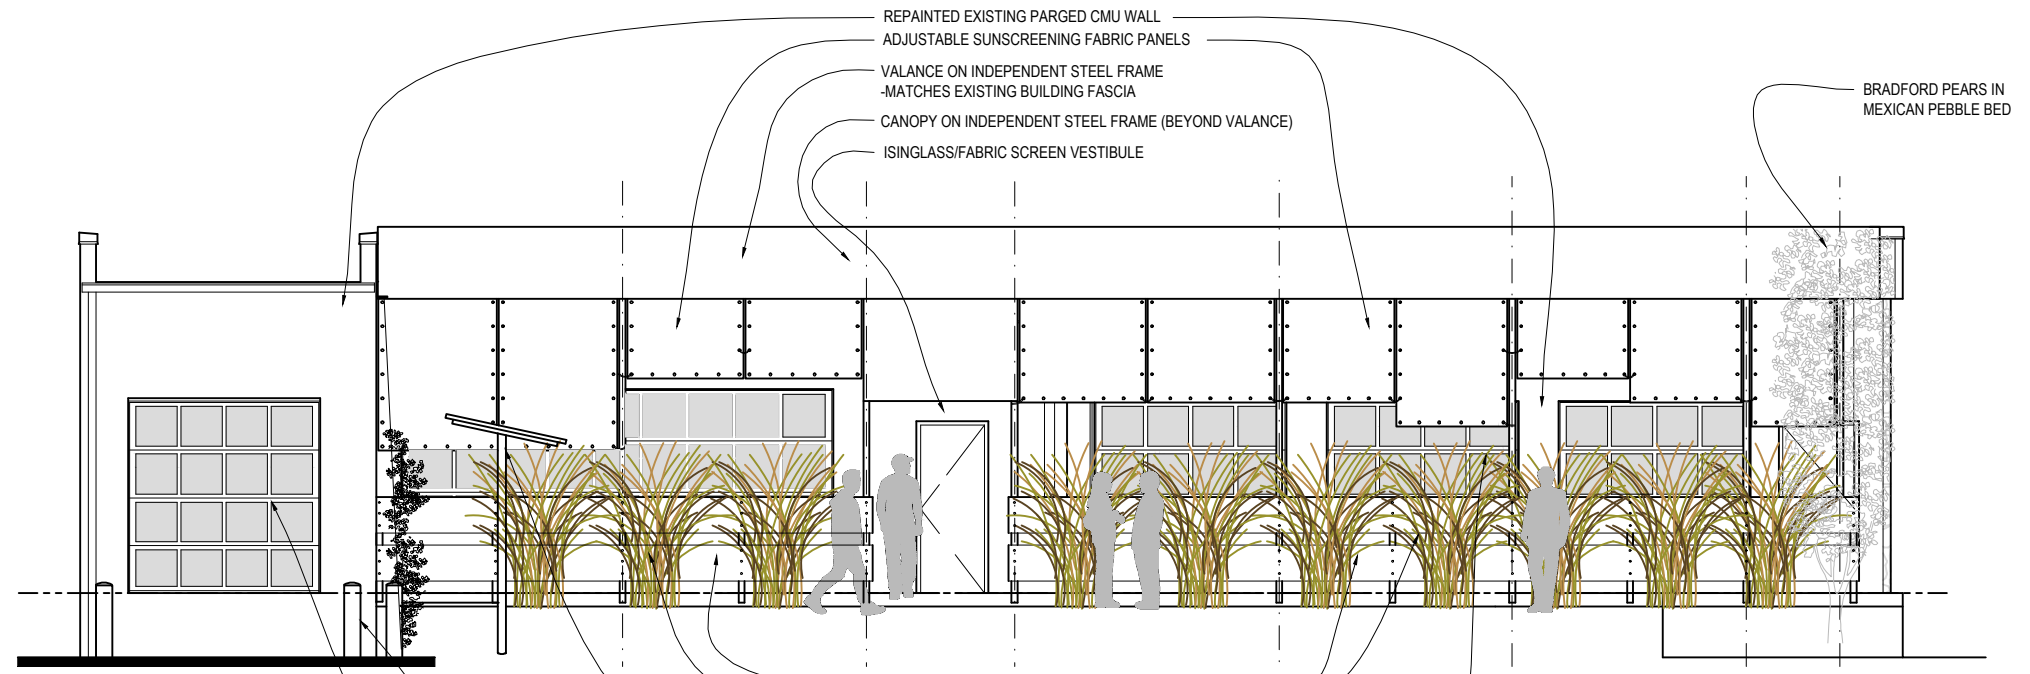 REPAINTED EXISTING PARGED CMU WALL
ADJUSTABLE SUNSCREENING FABRIC PANELS
VALANCE ON INDEPENDENT STEEL FRAME
-MATCHES EXISTING BUILDING FASCIA
CANOPY ON INDEPENDENT STEEL FRAME (BEYOND VALANCE)
ISINGLASS/FABRIC SCREEN VESTIBULE
BRADFORD PEARS IN
MEXICAN PEBBLE BED